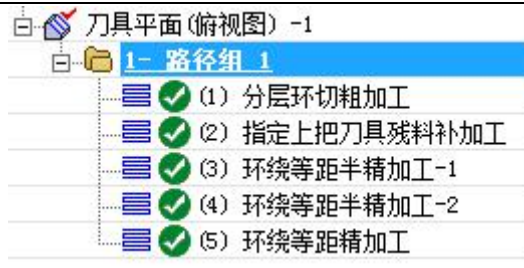 刀具平面(俯视图) -1
1- 路径组 1
(1) 分层环切粗加工
(2) 指定上把刀具残料补加工
(3) 环绕等距半精加工-1
(4) 环绕等距半精加工-2
(5) 环绕等距精加工